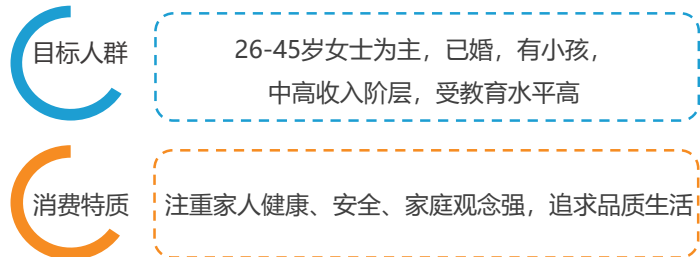 目标人群
26-45岁女士为主，已婚，有小孩，
中高收入阶层，受教育水平高
消费特质
注重家人健康、安全、家庭观念强，追求品质生活